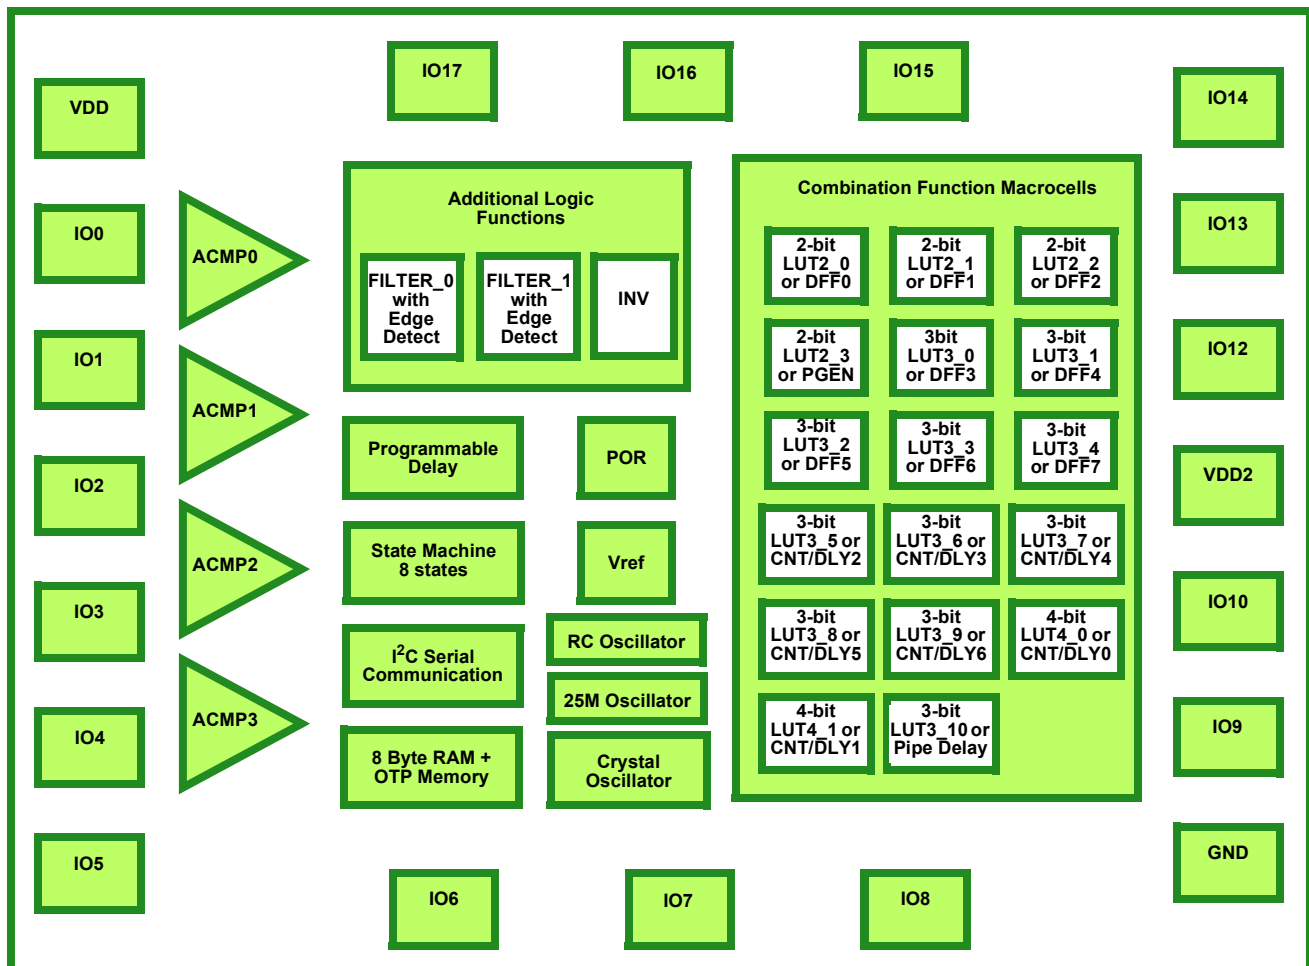 IO17
IO16
IO15
VDD
IO14
IO0
IO13
IO1
IO12
IO2
VDD2
IO3
IO10
IO4
IO9
IO5
GND
IO6
IO7
IO8
ACMP0
ACMP1
ACMP2
ACMP3
Additional Logic
Functions
FILTER_0
with
Edge
Detect
FILTER_1
with
Edge
Detect
INV
Programmable
Delay
POR
State Machine
8 states
Vref
I²C Serial
Communication
RC Oscillator
25M Oscillator
8 Byte RAM +
OTP Memory
Crystal
Oscillator
Combination Function Macrocells
2-bit
LUT2_0
or DFF0
2-bit
LUT2_1
or DFF1
2-bit
LUT2_2
or DFF2
2-bit
LUT2_3
or PGEN
3bit
LUT3_0
or DFF3
3-bit
LUT3_1
or DFF4
3-bit
LUT3_2
or DFF5
3-bit
LUT3_3
or DFF6
3-bit
LUT3_4
or DFF7
3-bit
LUT3_5 or
CNT/DLY2
3-bit
LUT3_6 or
CNT/DLY3
3-bit
LUT3_7 or
CNT/DLY4
3-bit
LUT3_8 or
CNT/DLY5
3-bit
LUT3_9 or
CNT/DLY6
4-bit
LUT4_0 or
CNT/DLY0
4-bit
LUT4_1 or
CNT/DLY1
3-bit
LUT3_10 or
Pipe Delay